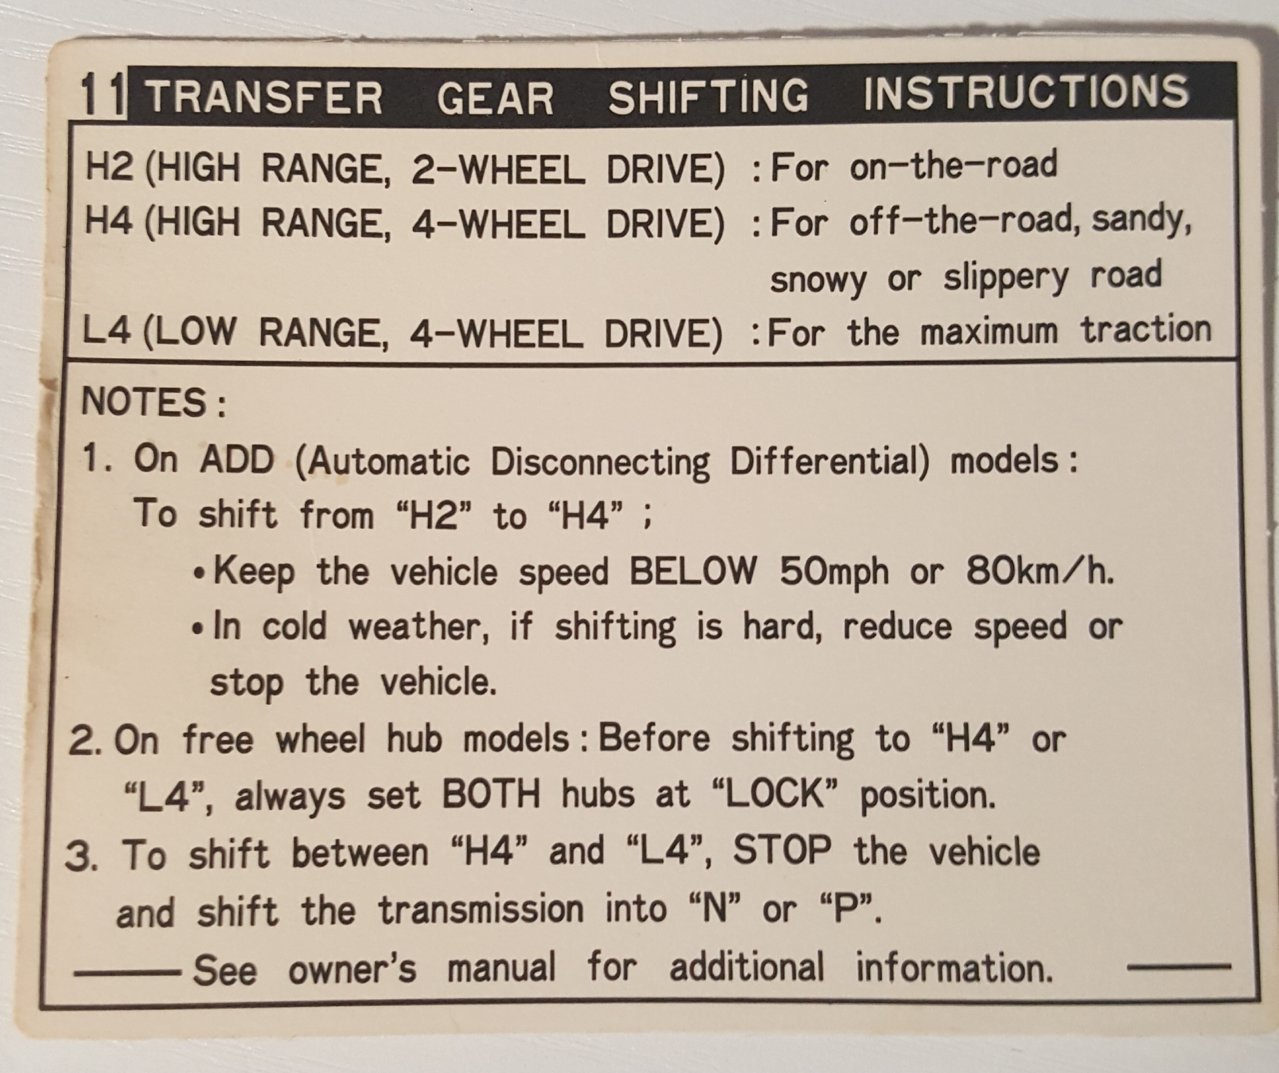 11 TRANSFER GEAR SHIFTING INSTRUCTIONS
H2 (HIGH RANGE, 2-WHEEL DRIVE) : For on-the-road
H4 (HIGH RANGE, 4-WHEEL DRIVE) : For off-the-road, sandy,
snowy or slippery road
L4 (LOW RANGE, 4-WHEEL DRIVE) : For the maximum traction
NOTES :
1. On ADD (Automatic Disconnecting Differential) models :
To shift from “H2” to “H4” ;
• Keep the vehicle speed BELOW 50mph or 80km/h.
• In cold weather, if shifting is hard, reduce speed or
stop the vehicle.
2. On free wheel hub models : Before shifting to “H4” or
“L4”, always set BOTH hubs at “LOCK” position.
3. To shift between “H4” and “L4”, STOP the vehicle
and shift the transmission into “N” or “P”.
—— See owner's manual for additional information. ——